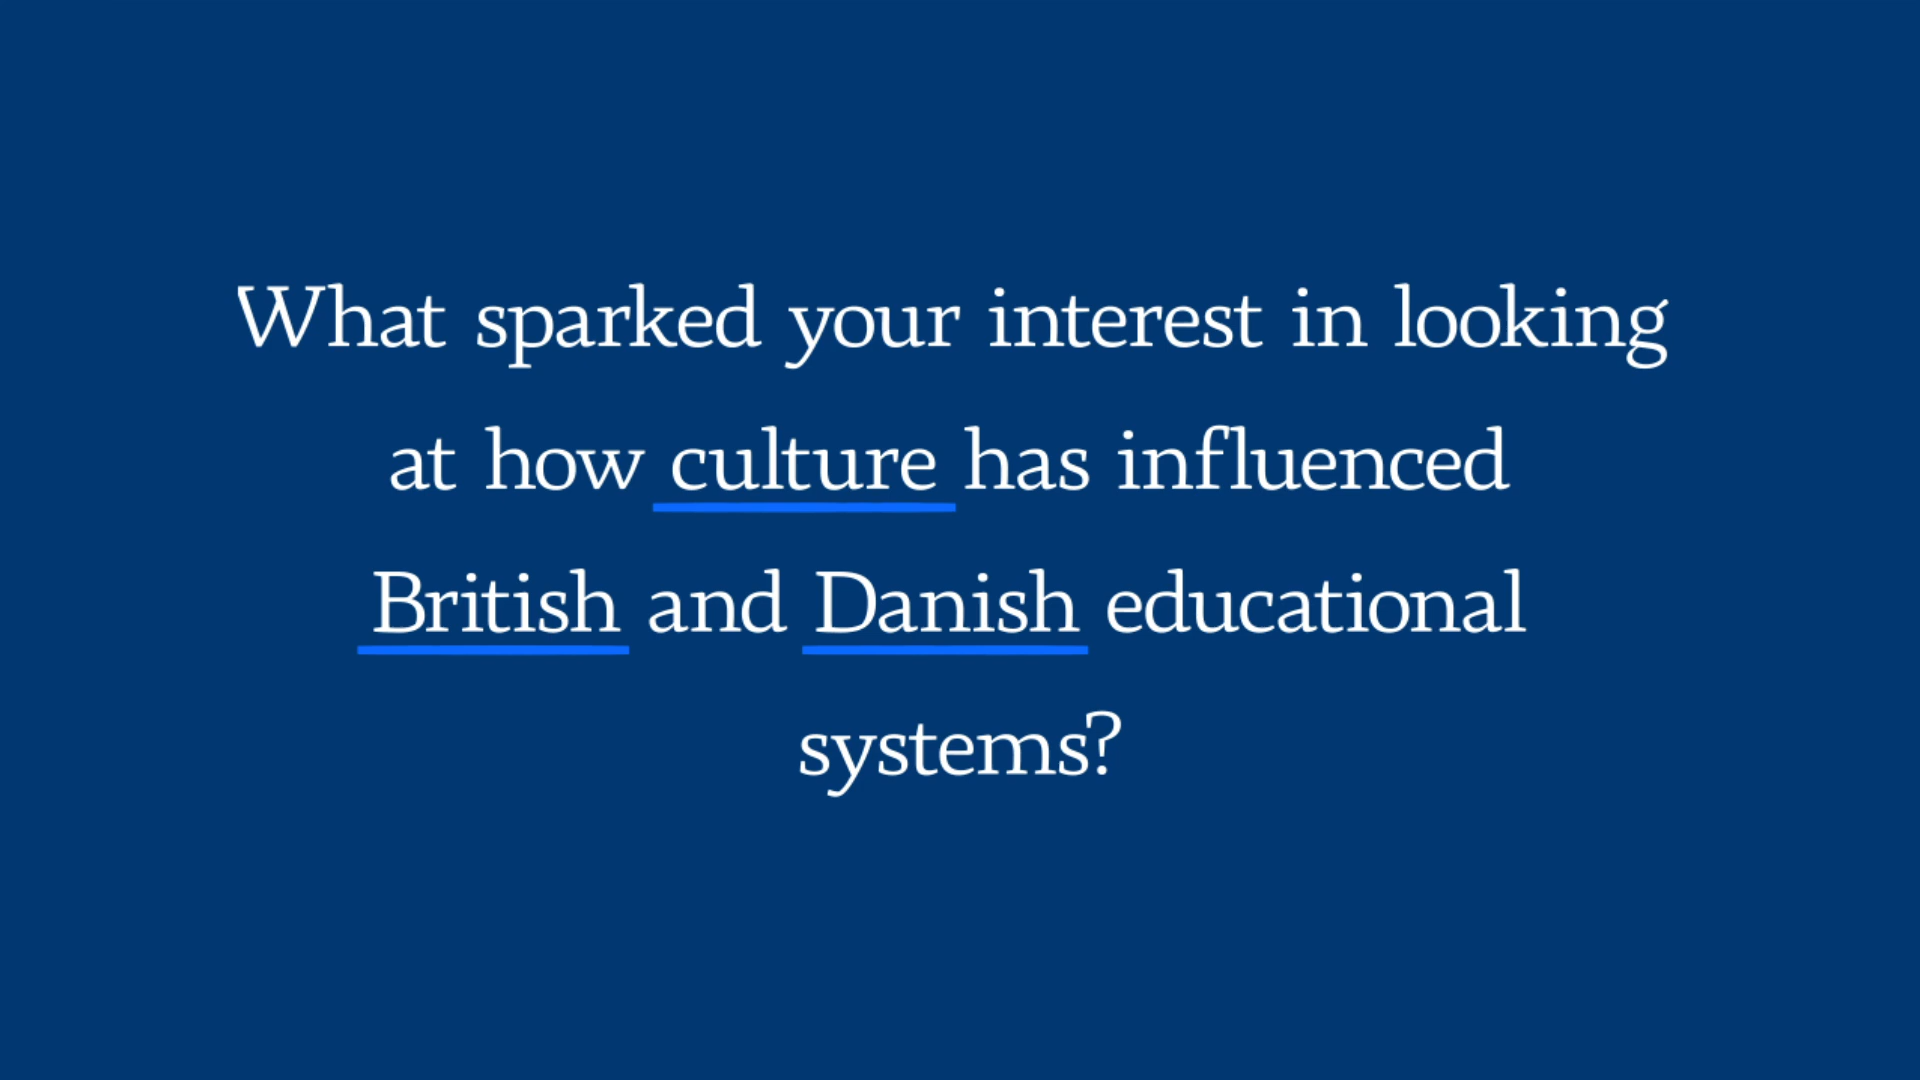 What sparked your interest in looking
at how culture has influenced
British and Danish educational
systems?